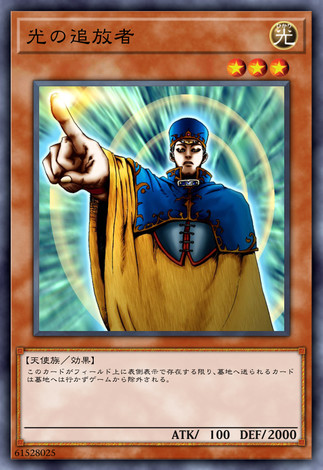 光の追放者
光
【天使族／効果】
このカードがフィールド上に表側表示で存在する限り、墓地へ送られるカード
は墓地へは行かずゲームから除外される。
ATK/ 100 DEF/2000
61528025